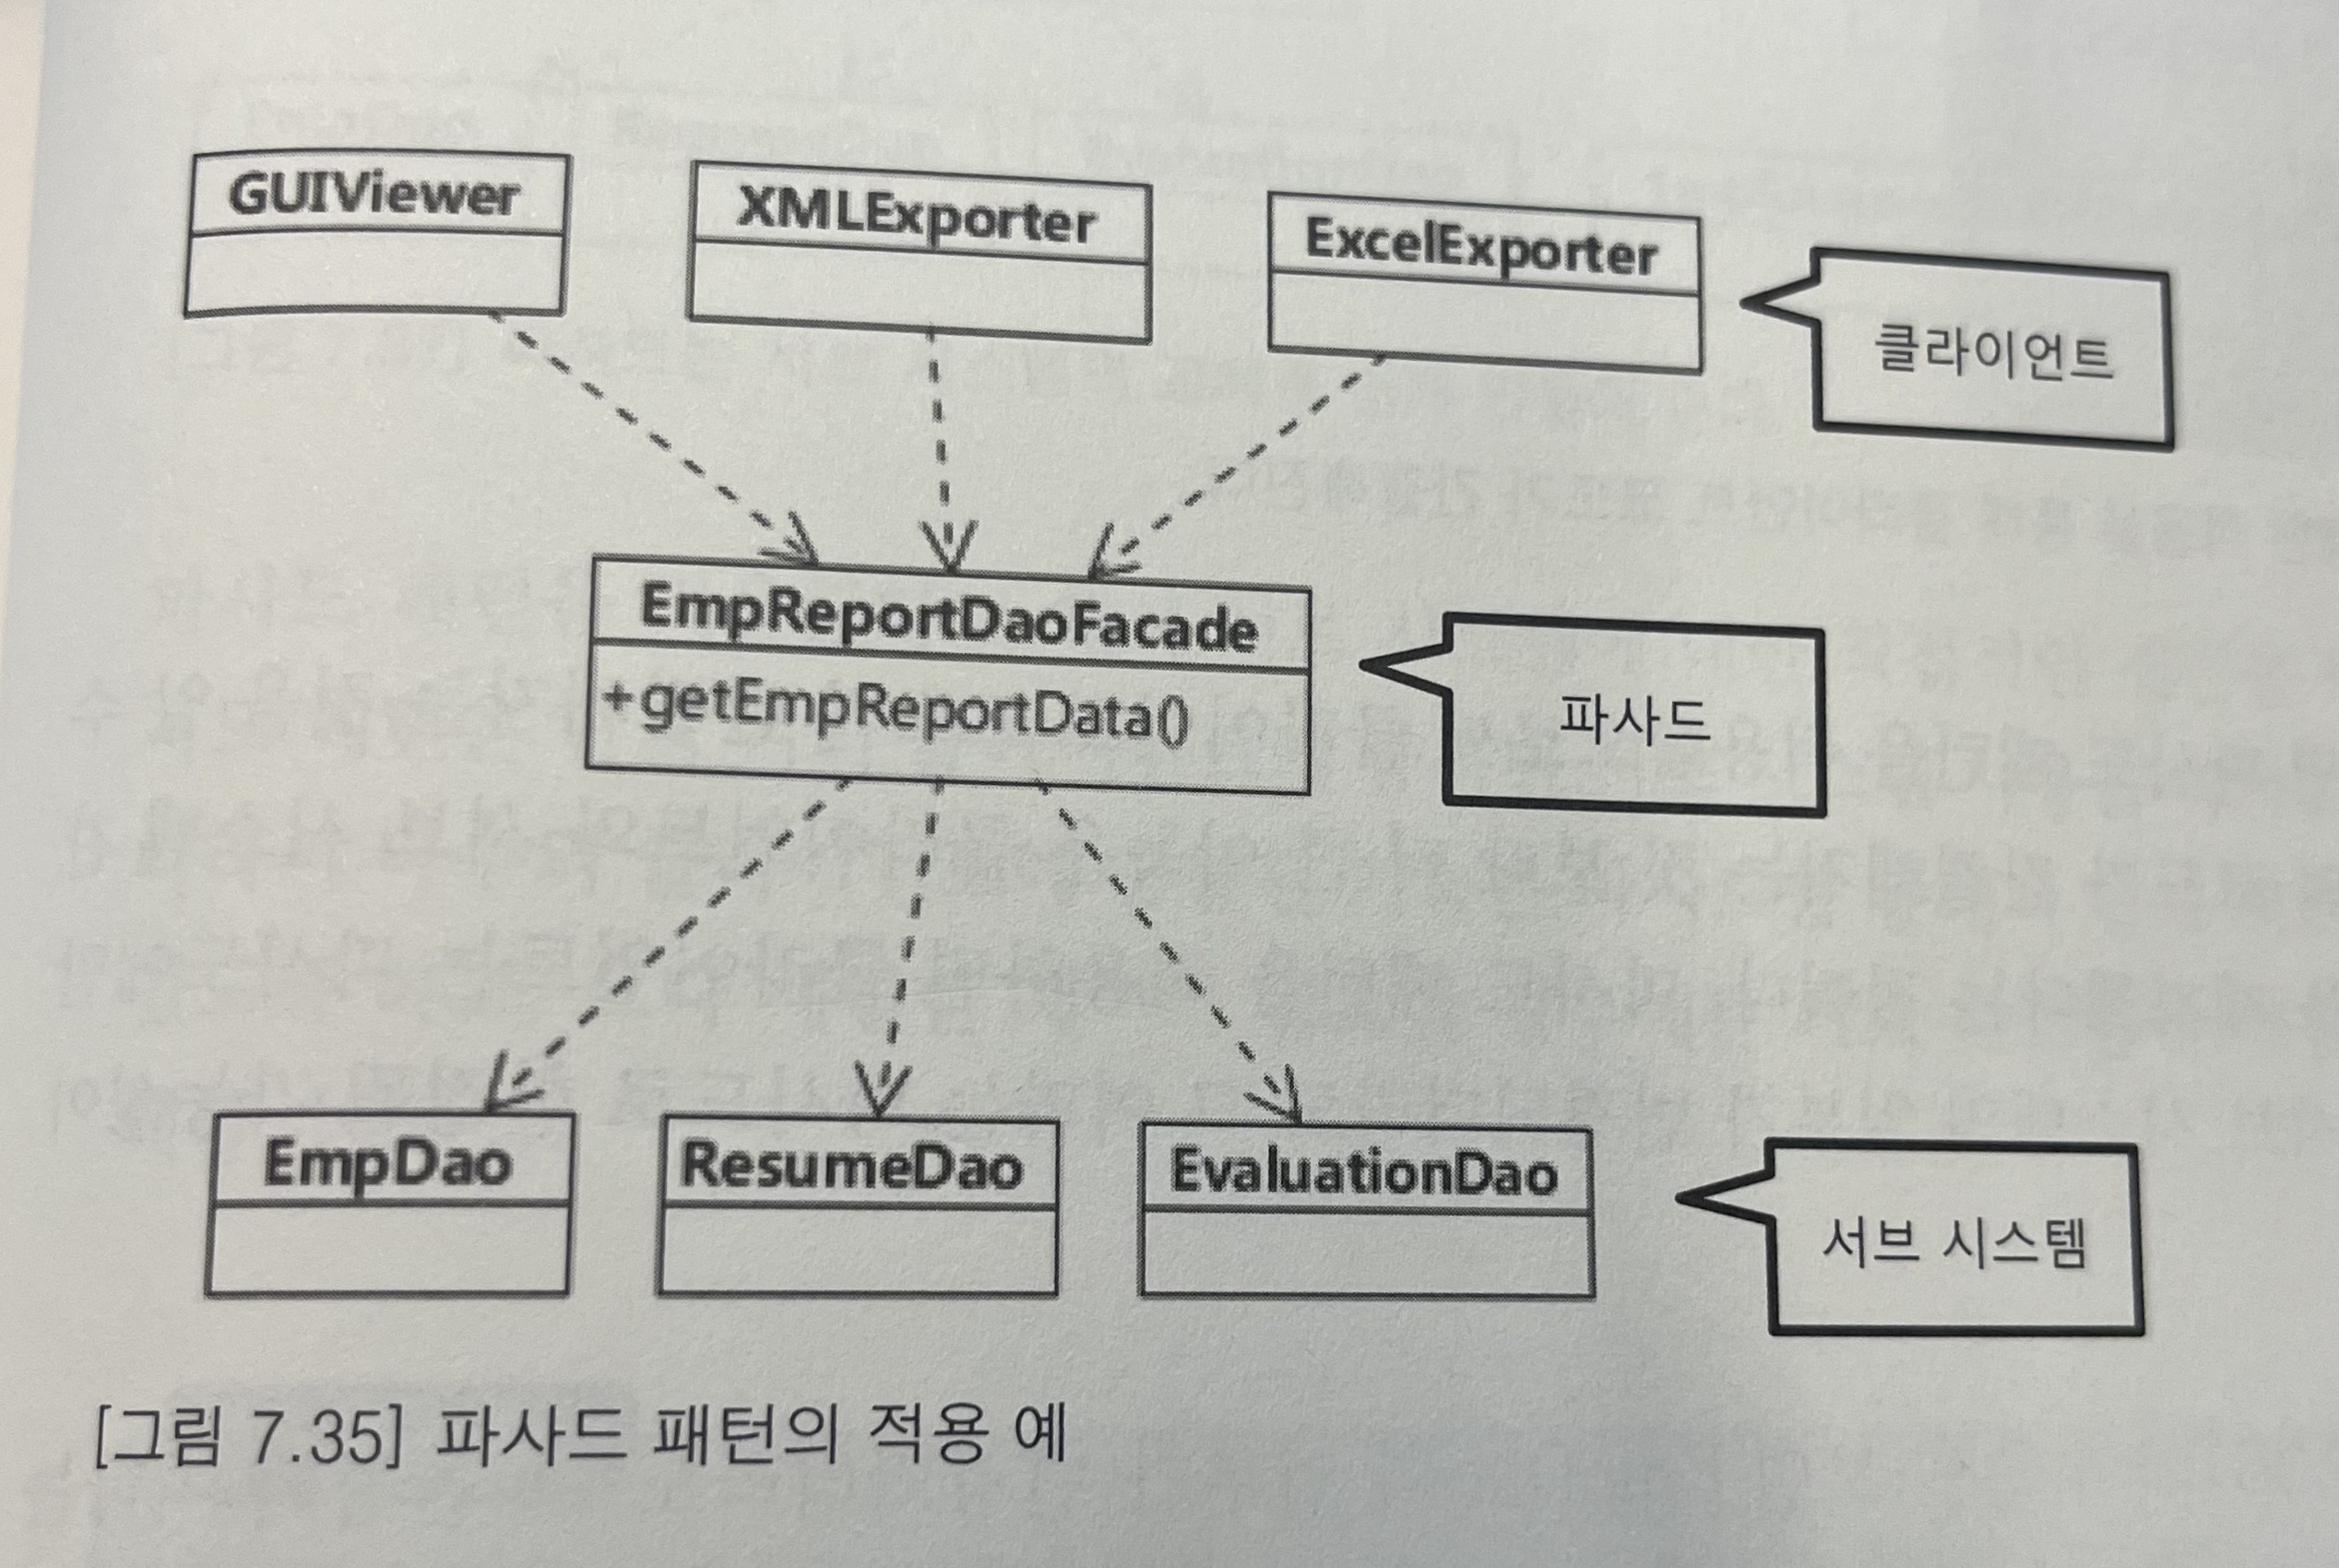 GUIViewer
XMLExporter
ExcelExporter
클라이언트
EmpReportDaoFacade
+getEmpReportData()
파사드
EmpDao
ResumeDao
EvaluationDao
서브 시스템
[그림 7.35] 파사드 패턴의 적용 예